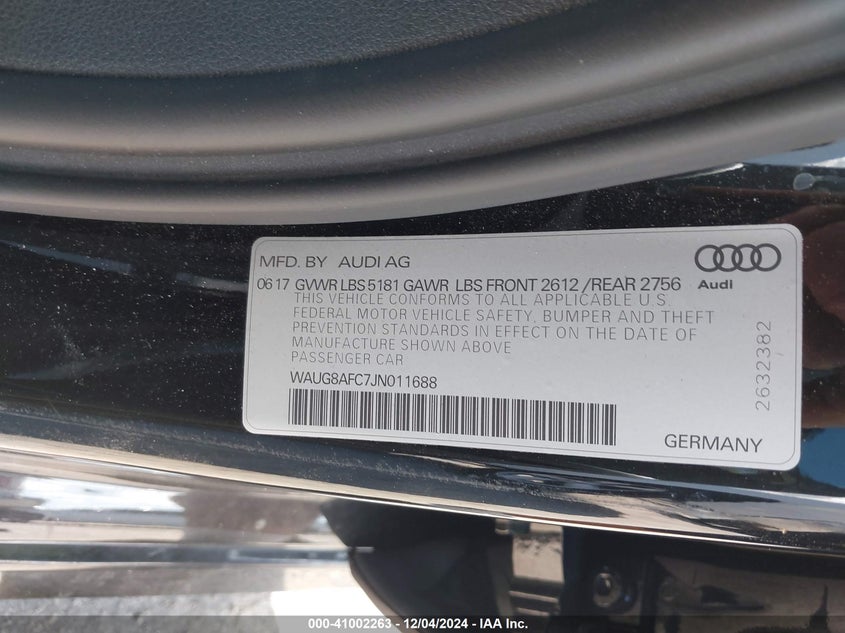 MFD. BY AUDI AG
06 17 GVWR LBS 5181 GAWR LBS FRONT 2612 / REAR 2756
Audi
THIS VEHICLE CONFORMS TO ALL APPLICABLE U.S.
FEDERAL MOTOR VEHICLE SAFETY, BUMPER AND THEFT
PREVENTION STANDARDS IN EFFECT ON THE DATE OF
MANUFACTURE SHOWN ABOVE
PASSENGER CAR
WAUG8AFC7JN011688
2632382
GERMANY
000-41002263 - 12/04/2024 - IAA Inc.